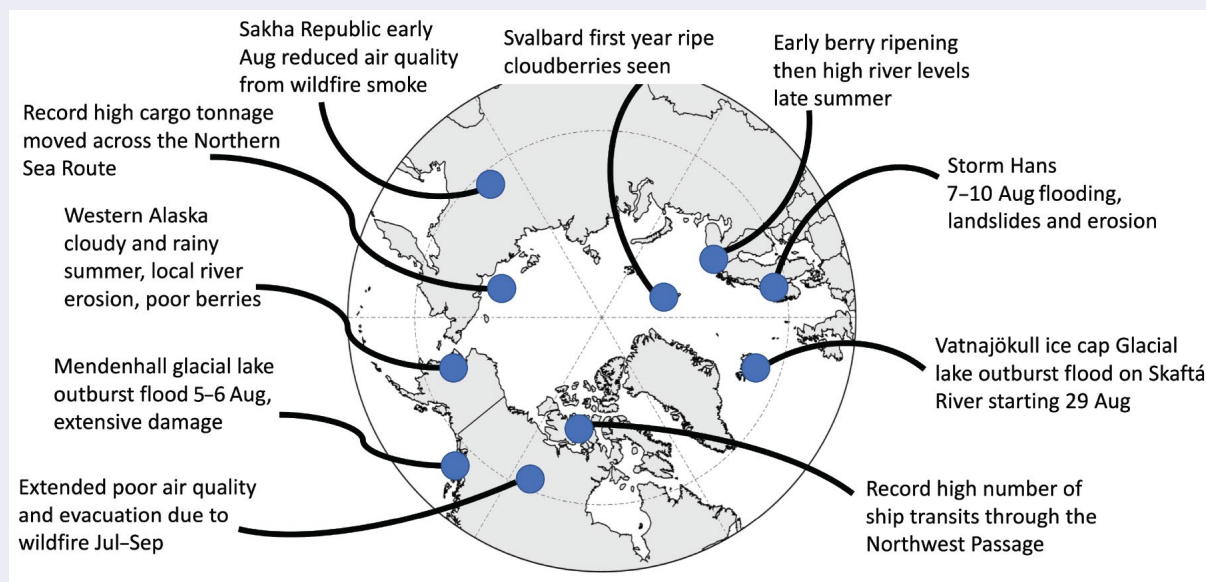 Sakha Republic early
Aug reduced air quality
from wildfire smoke
Svalbard first year ripe
cloudberries seen
Early berry ripening
then high river levels
late summer
Record high cargo tonnage
moved across the Northern
Sea Route
Storm Hans
7–10 Aug flooding,
landslides and erosion
Western Alaska
cloudy and rainy
summer, local river
erosion, poor berries
Vatnajökull ice cap Glacial
lake outburst flood on Skaftá
River starting 29 Aug
Mendenhall glacial lake
outburst flood 5–6 Aug,
extensive damage
Extended poor air quality
and evacuation due to
wildfire Jul–Sep
Record high number of
ship transits through the
Northwest Passage